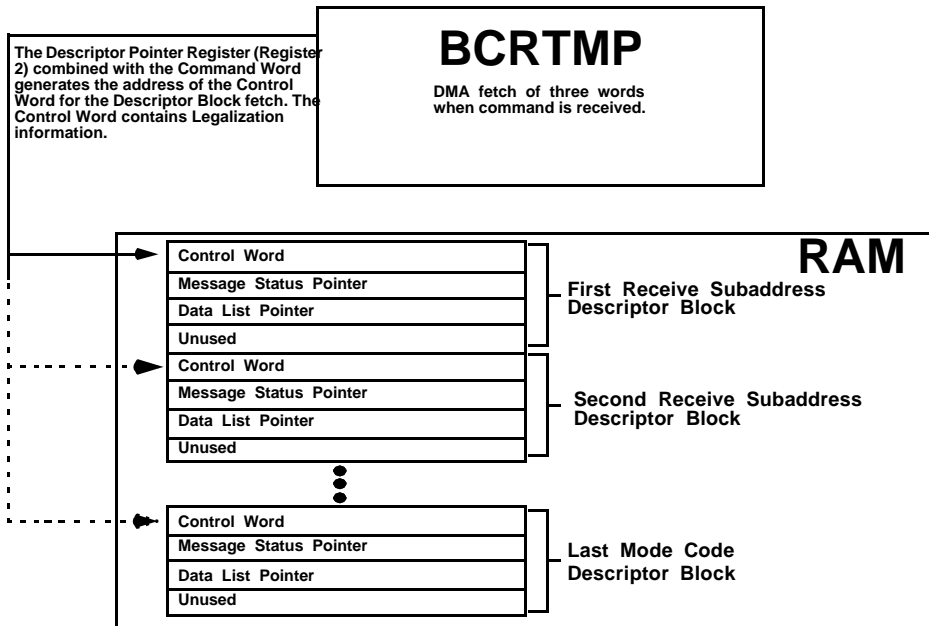 The Descriptor Pointer Register (Register
2) combined with the Command Word
generates the address of the Control
Word for the Descriptor Block fetch. The
Control Word contains Legalization
information.
BCRTMP
DMA fetch of three words
when command is received.
RAM
Control Word
Message Status Pointer
Data List Pointer
Unused
First Receive Subaddress
Descriptor Block
Control Word
Message Status Pointer
Data List Pointer
Unused
Second Receive Subaddress
Descriptor Block
Control Word
Message Status Pointer
Data List Pointer
Unused
Last Mode Code
Descriptor Block